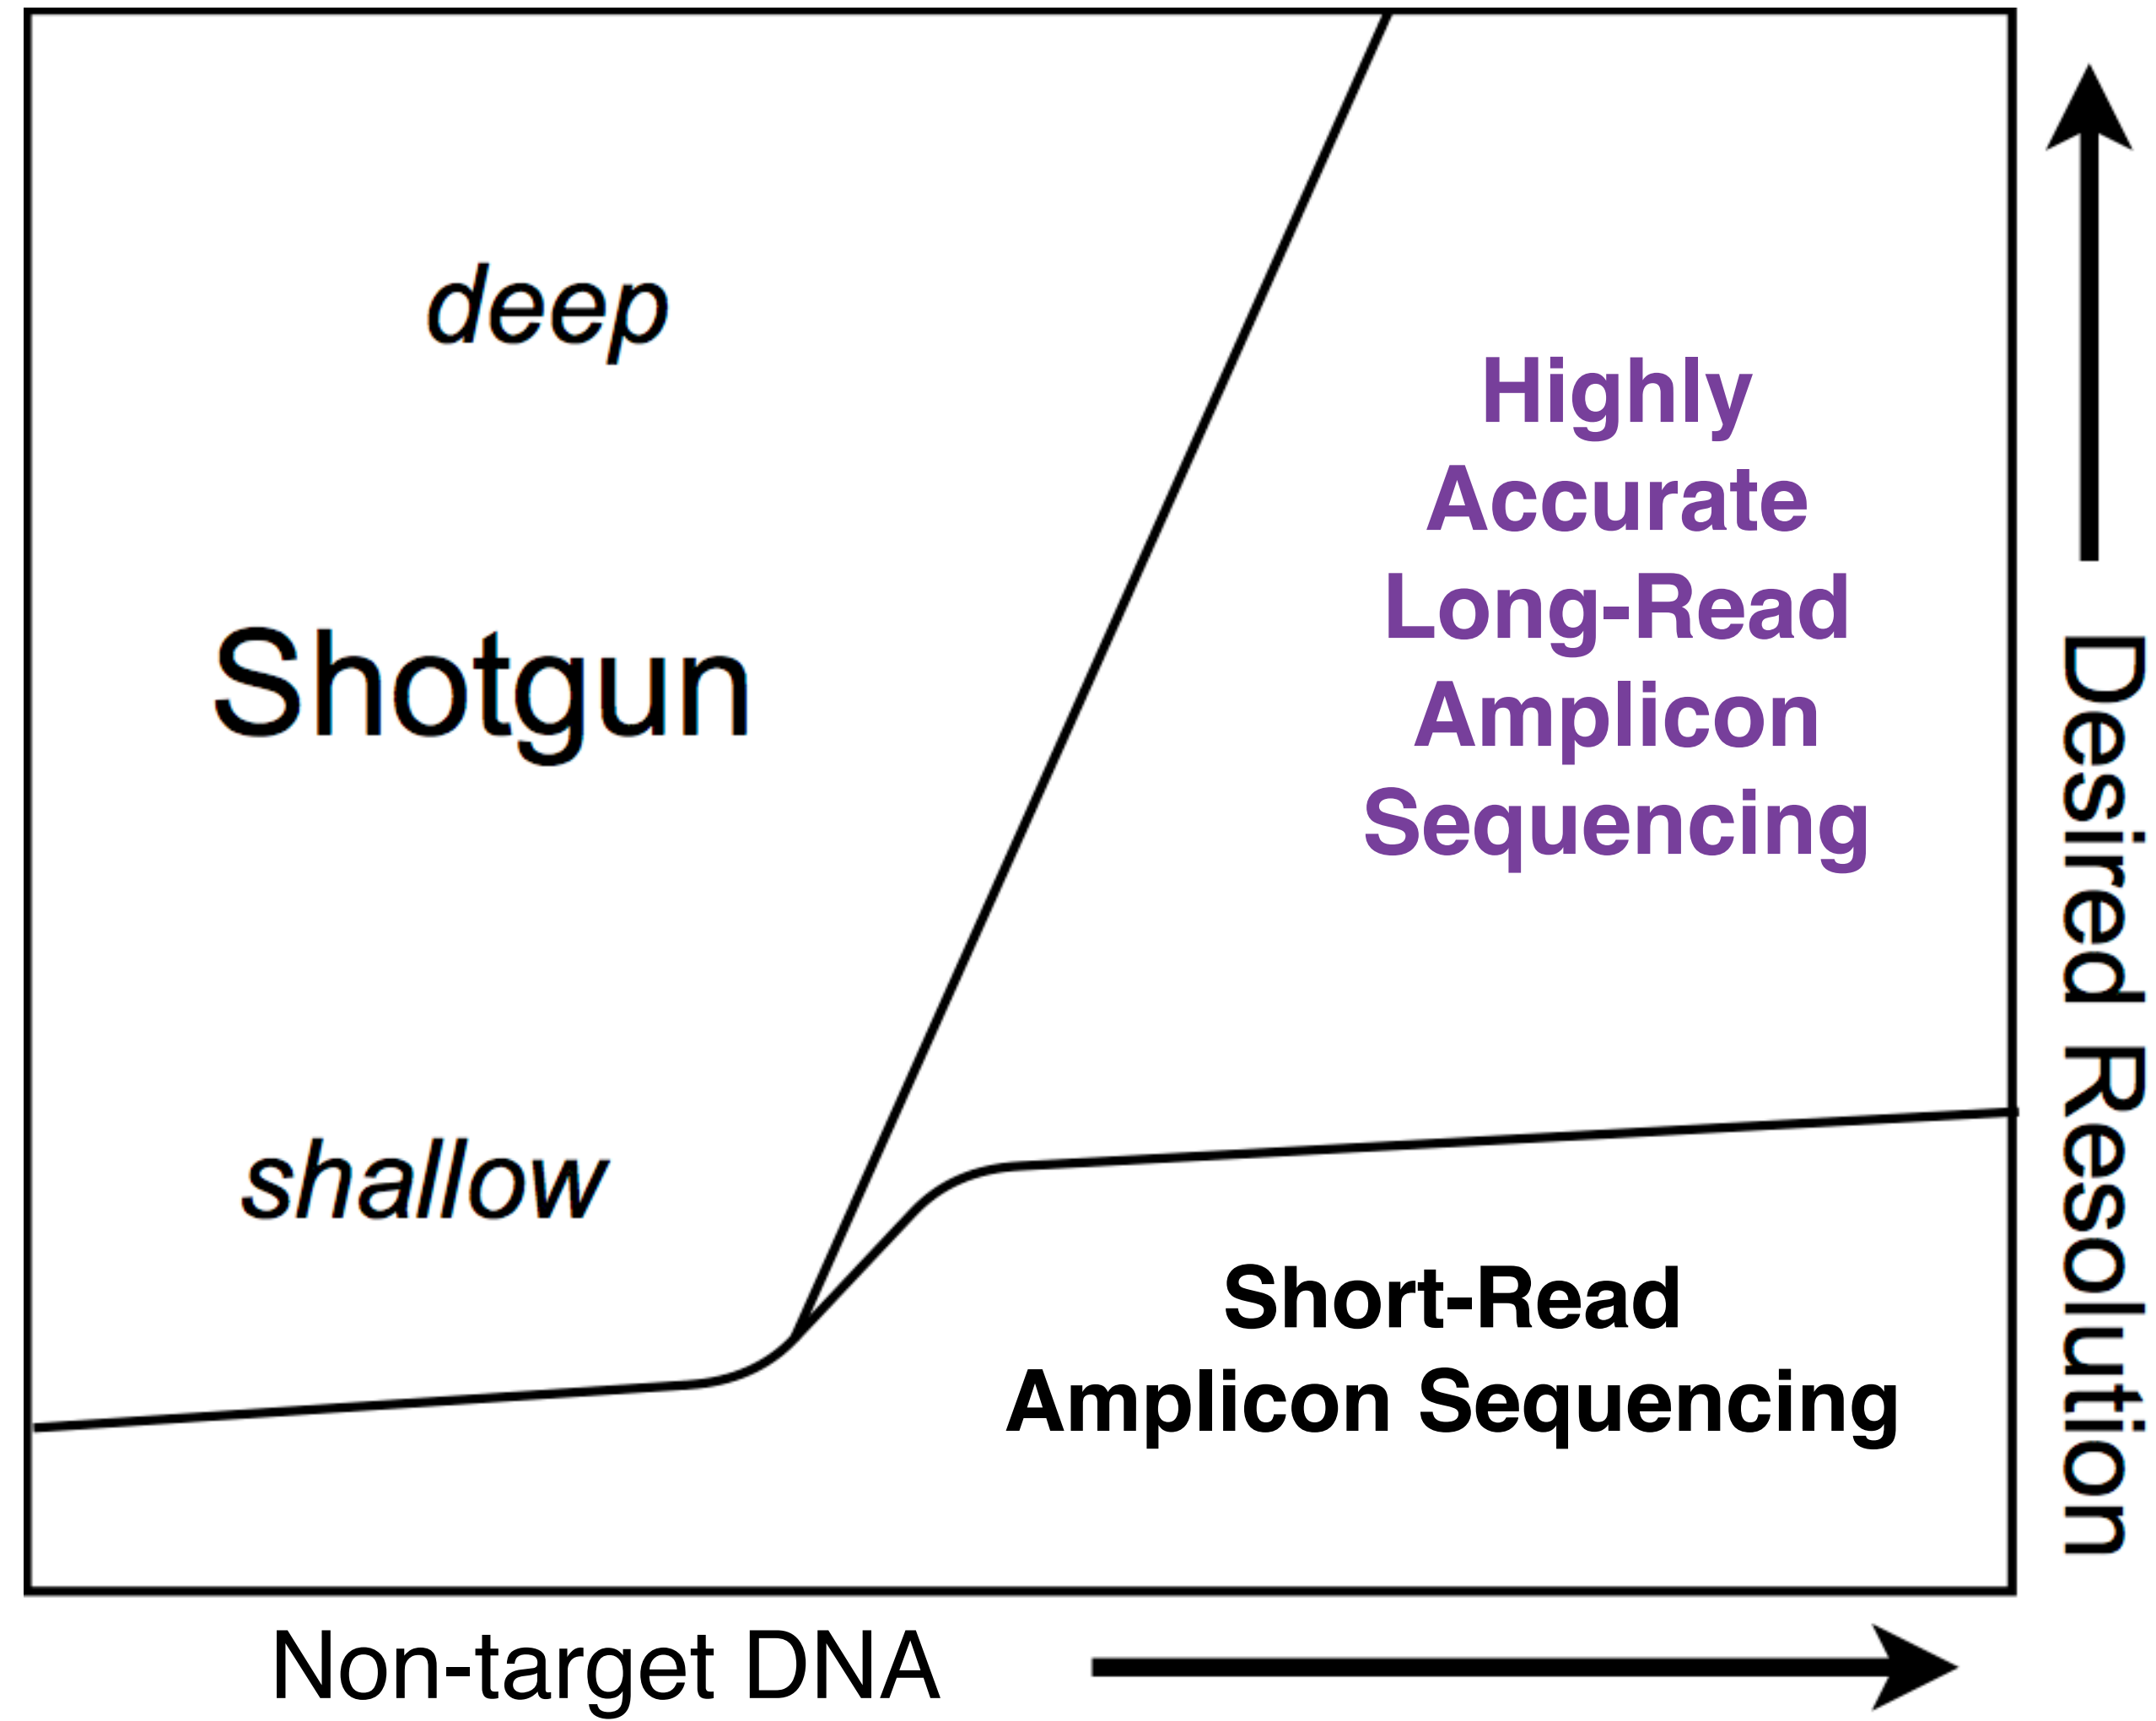 deep
Shotgun
shallow
Highly
Accurate
Long-Read
Amplicon
Sequencing
Short-Read
Amplicon Sequencing
Desired Resolution
Non-target DNA